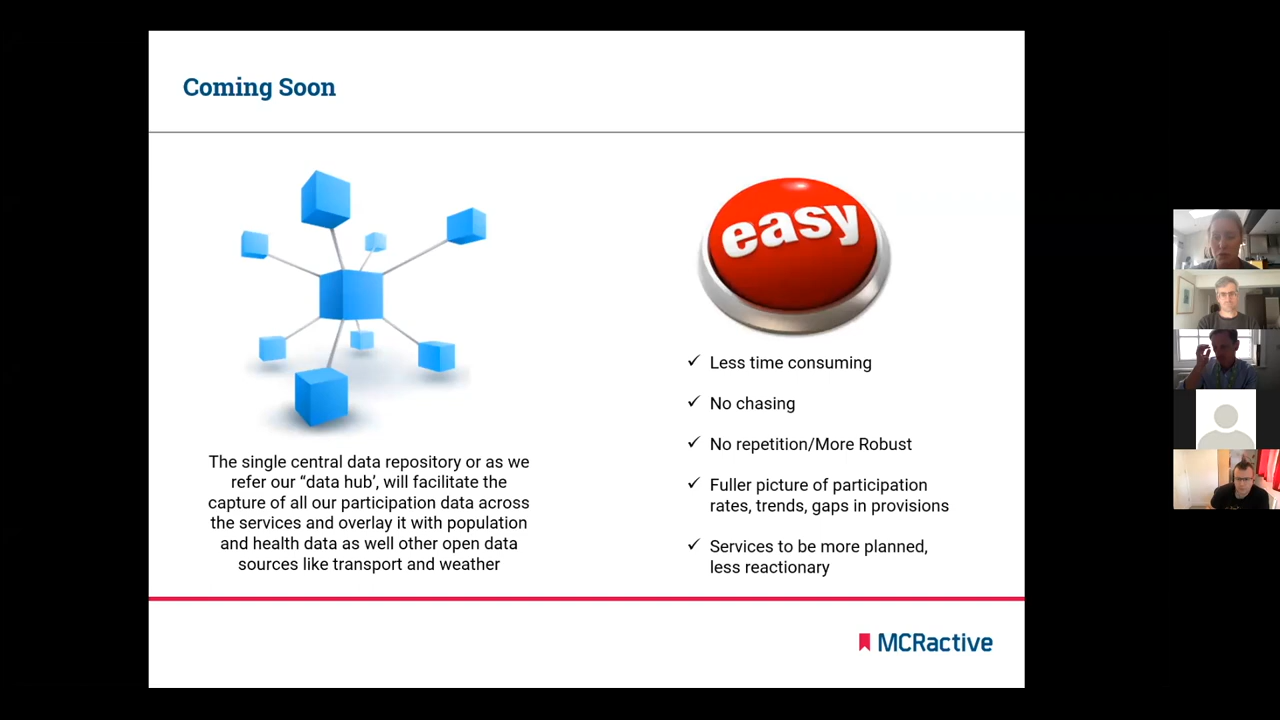 Coming Soon
easy
The single central data repository or as we
refer our “data hub’, will facilitate the
capture of all our participation data across
the services and overlay it with population
and health data as well other open data
sources like transport and weather
✓ Less time consuming
✓ No chasing
✓ No repetition/More Robust
✓ Fuller picture of participation
rates, trends, gaps in provisions
✓ Services to be more planned,
less reactionary
MCRactive